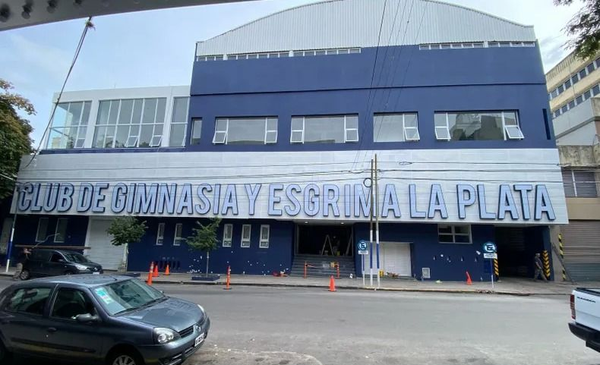 CLUB DE GIMNASIA Y ESGRIMA LA PLATA